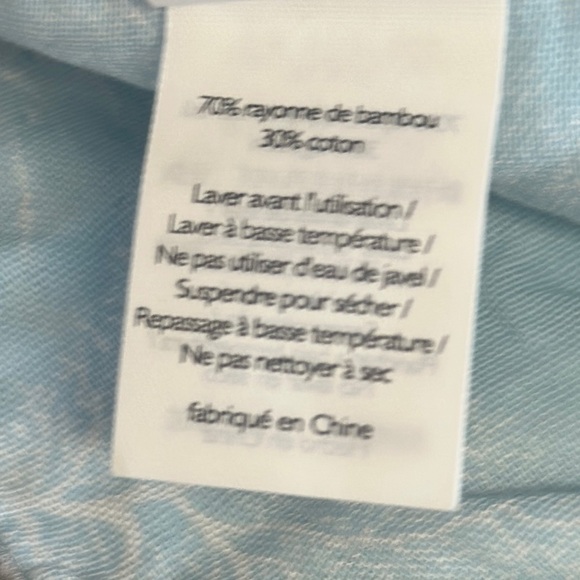 70% rayonne de bambou
30% coton
Laver avant l'utilisation /
Laver à basse température /
Ne pas utiliser d'eau de javel /
Suspendre pour sécher /
Repassage à basse température /
Ne pas nettoyer à sec
fabriqué en Chine